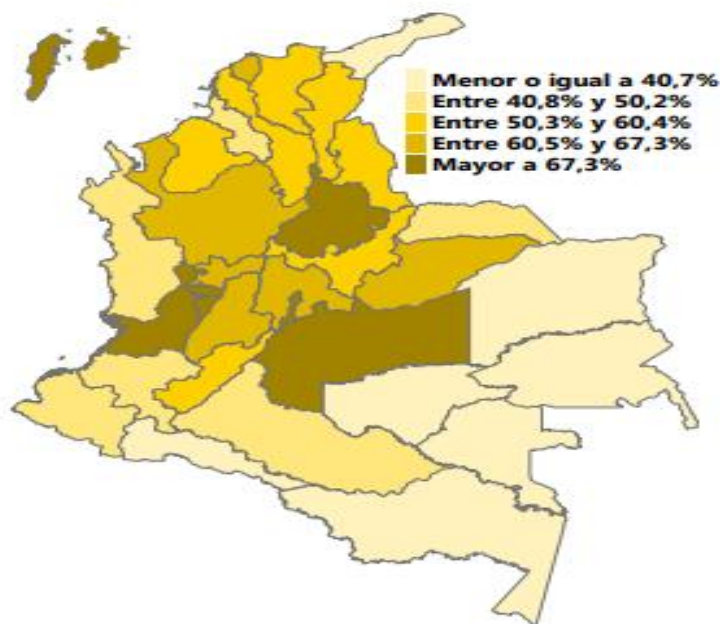 Menor o igual a 40,7%
Entre 40,8% y 50,2%
Entre 50,3% y 60,4%
Entre 60,5% y 67,3%
Mayor a 67,3%